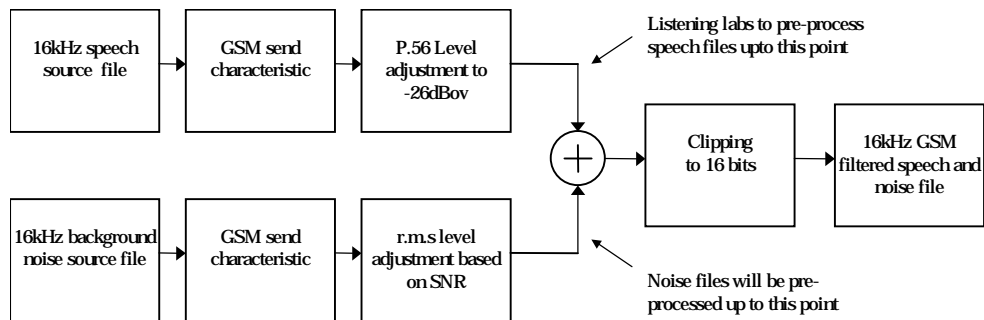 16kHz speech
source file
GSM send
characteristic
P.56 Level
adjustment to
-26dBov
Listening labs to pre-process
speech files upto this point
Clipping
to 16 bits
16kHz GSM
filtered speech and
noise file
16kHz background
noise source file
GSM send
characteristic
r.m.s level
adjustment based
on SNR
Noise files will be pre-
processed up to this point